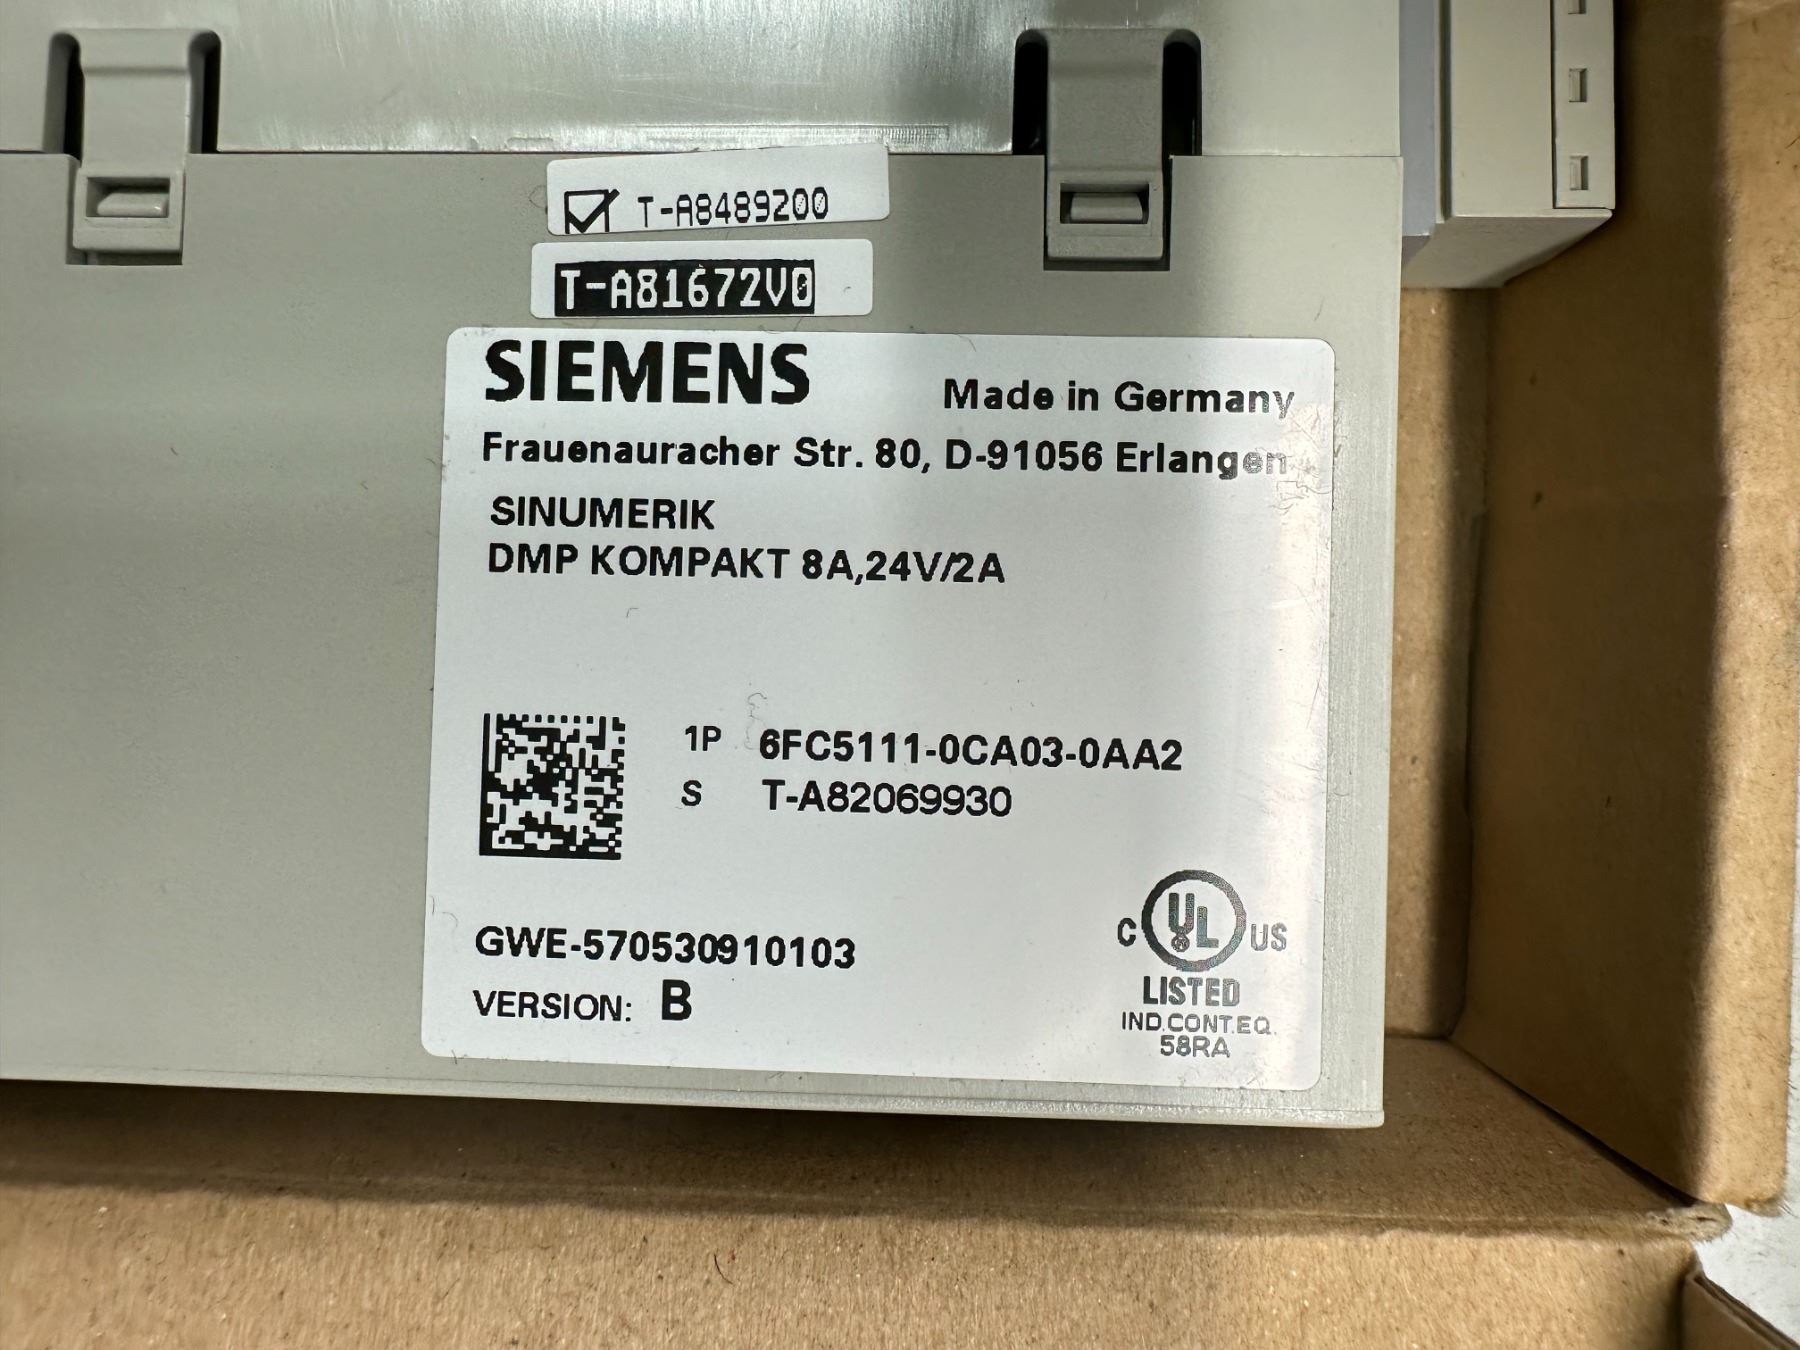 T-A8489200
T-A81672V0
SIEMENS
Made in Germany
Frauenauracher Str. 80, D-91056 Erlangen
SINUMERIK
DMP KOMPAKT 8A,24V/2A
1P 6FC5111-0CA03-0AA2
S T-A82069930
GWE-570530910103
VERSION: B
C UL US
LISTED
IND.CONT.EQ.
58RA